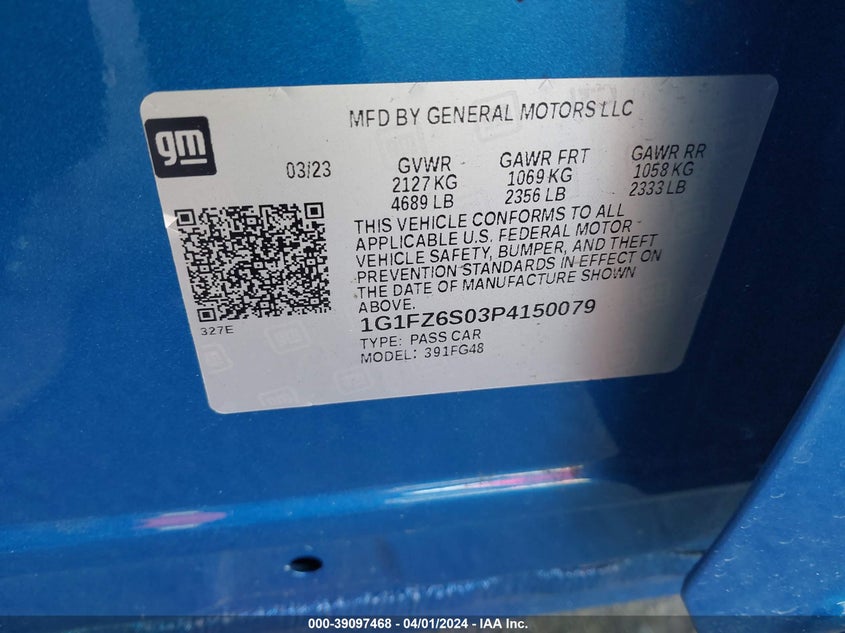 MFD BY GENERAL MOTORS LLC
gm
03/23
GVWR
2127 KG
4689 LB
GAWR FRT
1069 KG
2356 LB
GAWR RR
1058 KG
2333 LB
THIS VEHICLE CONFORMS TO ALL
APPLICABLE U.S. FEDERAL MOTOR
VEHICLE SAFETY, BUMPER, AND THEFT
PREVENTION STANDARDS IN EFFECT ON
THE DATE OF MANUFACTURE SHOWN
ABOVE.
327E
1G1FZ6S03P4150079
TYPE: PASS CAR
MODEL: 391FG48
000-39097468 - 04/01/2024 - IAA Inc.